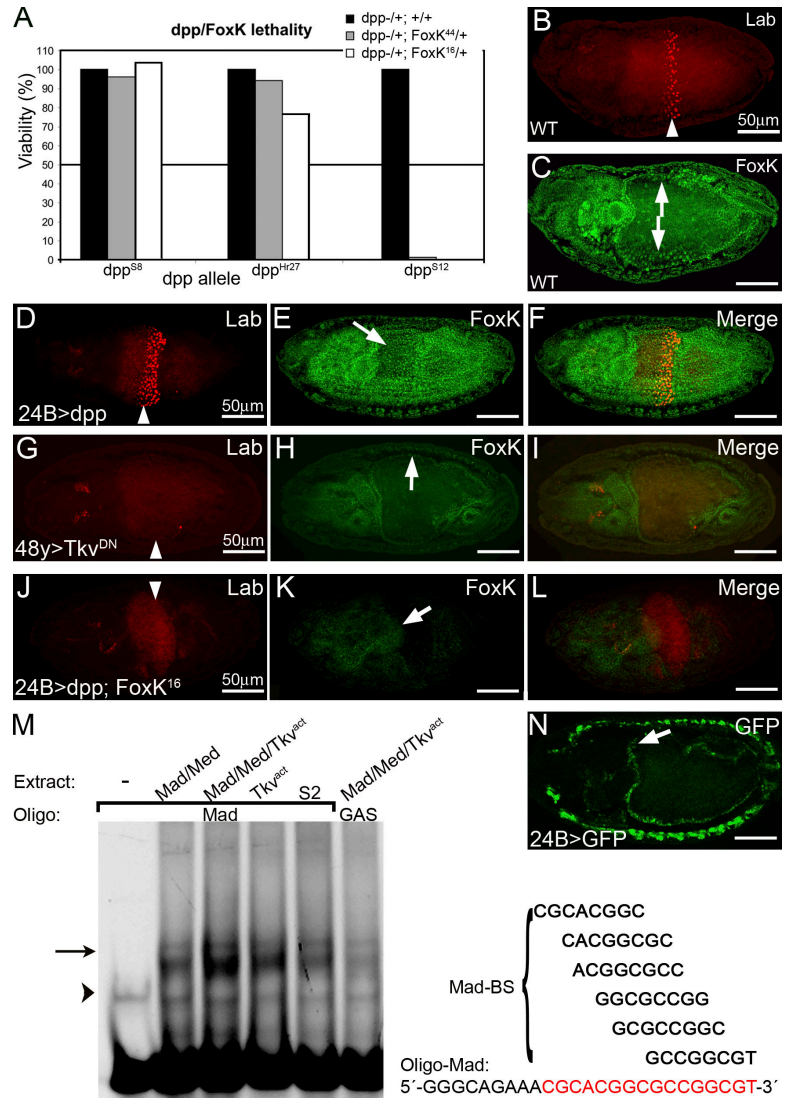 A
dpp/FoxK lethality
dpp-/+; +/+
dpp-/+; FoxK⁴⁴/+
dpp-/+; FoxK¹⁶/+
Viability (%)
110
100
90
80
70
60
50
40
30
20
10
0
dppS8
dppHr27
dppS12
dpp allele
B
Lab
WT
50µm
C
FoxK
WT
D
Lab
24B>dpp
50µm
E
FoxK
F
Merge
G
Lab
48y>TkvDN
50µm
H
FoxK
I
Merge
J
Lab
24B>dpp; FoxK¹⁶
50µm
K
FoxK
L
Merge
M
Extract:
-
Mad/Med
Mad/Med/Tkvact
Tkvact
S2
Mad/Med/Tkvact
Oligo:
Mad
GAS
N
GFP
24B>GFP
Mad-BS
CGCACGGC
CACGGCGC
ACGGCGCC
GGCGCCGG
GCGCCGGC
GCCGGCGT
Oligo-Mad:
5´-GGGCAGAAACGCACGGCGCCGGCGT-3´